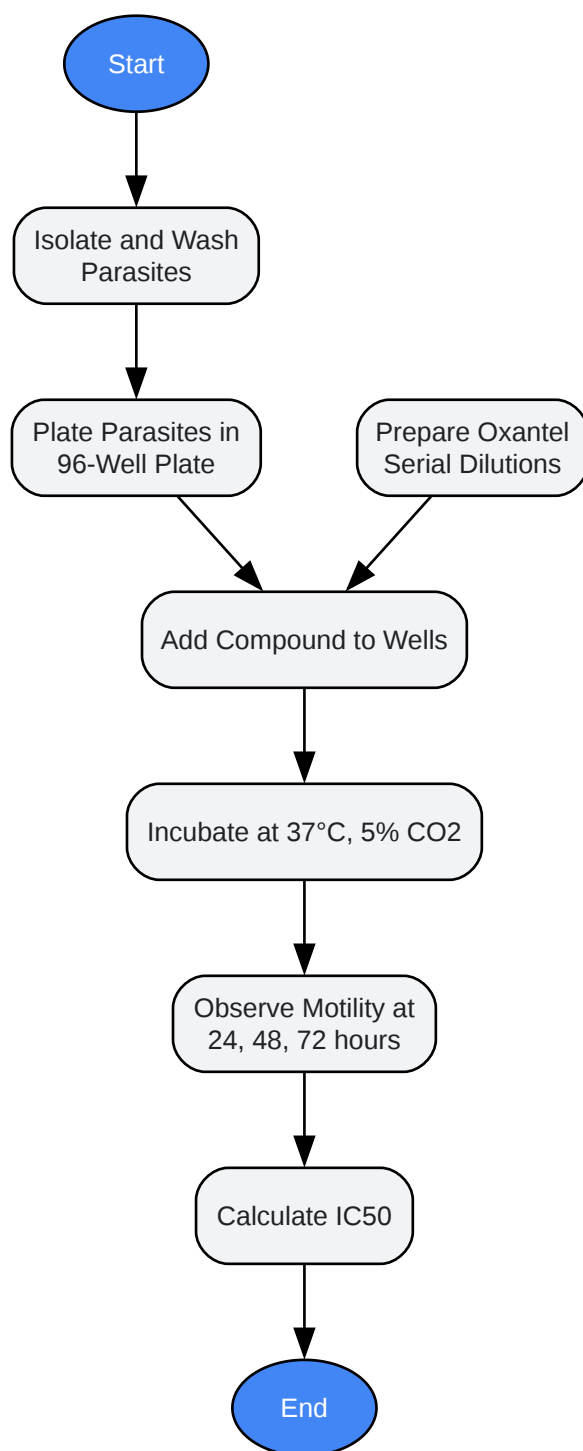 Start
Isolate and Wash
Parasites
Plate Parasites in
96-Well Plate
Prepare Oxantel
Serial Dilutions
Add Compound to Wells
Incubate at 37°C, 5% CO2
Observe Motility at
24, 48, 72 hours
Calculate IC50
End